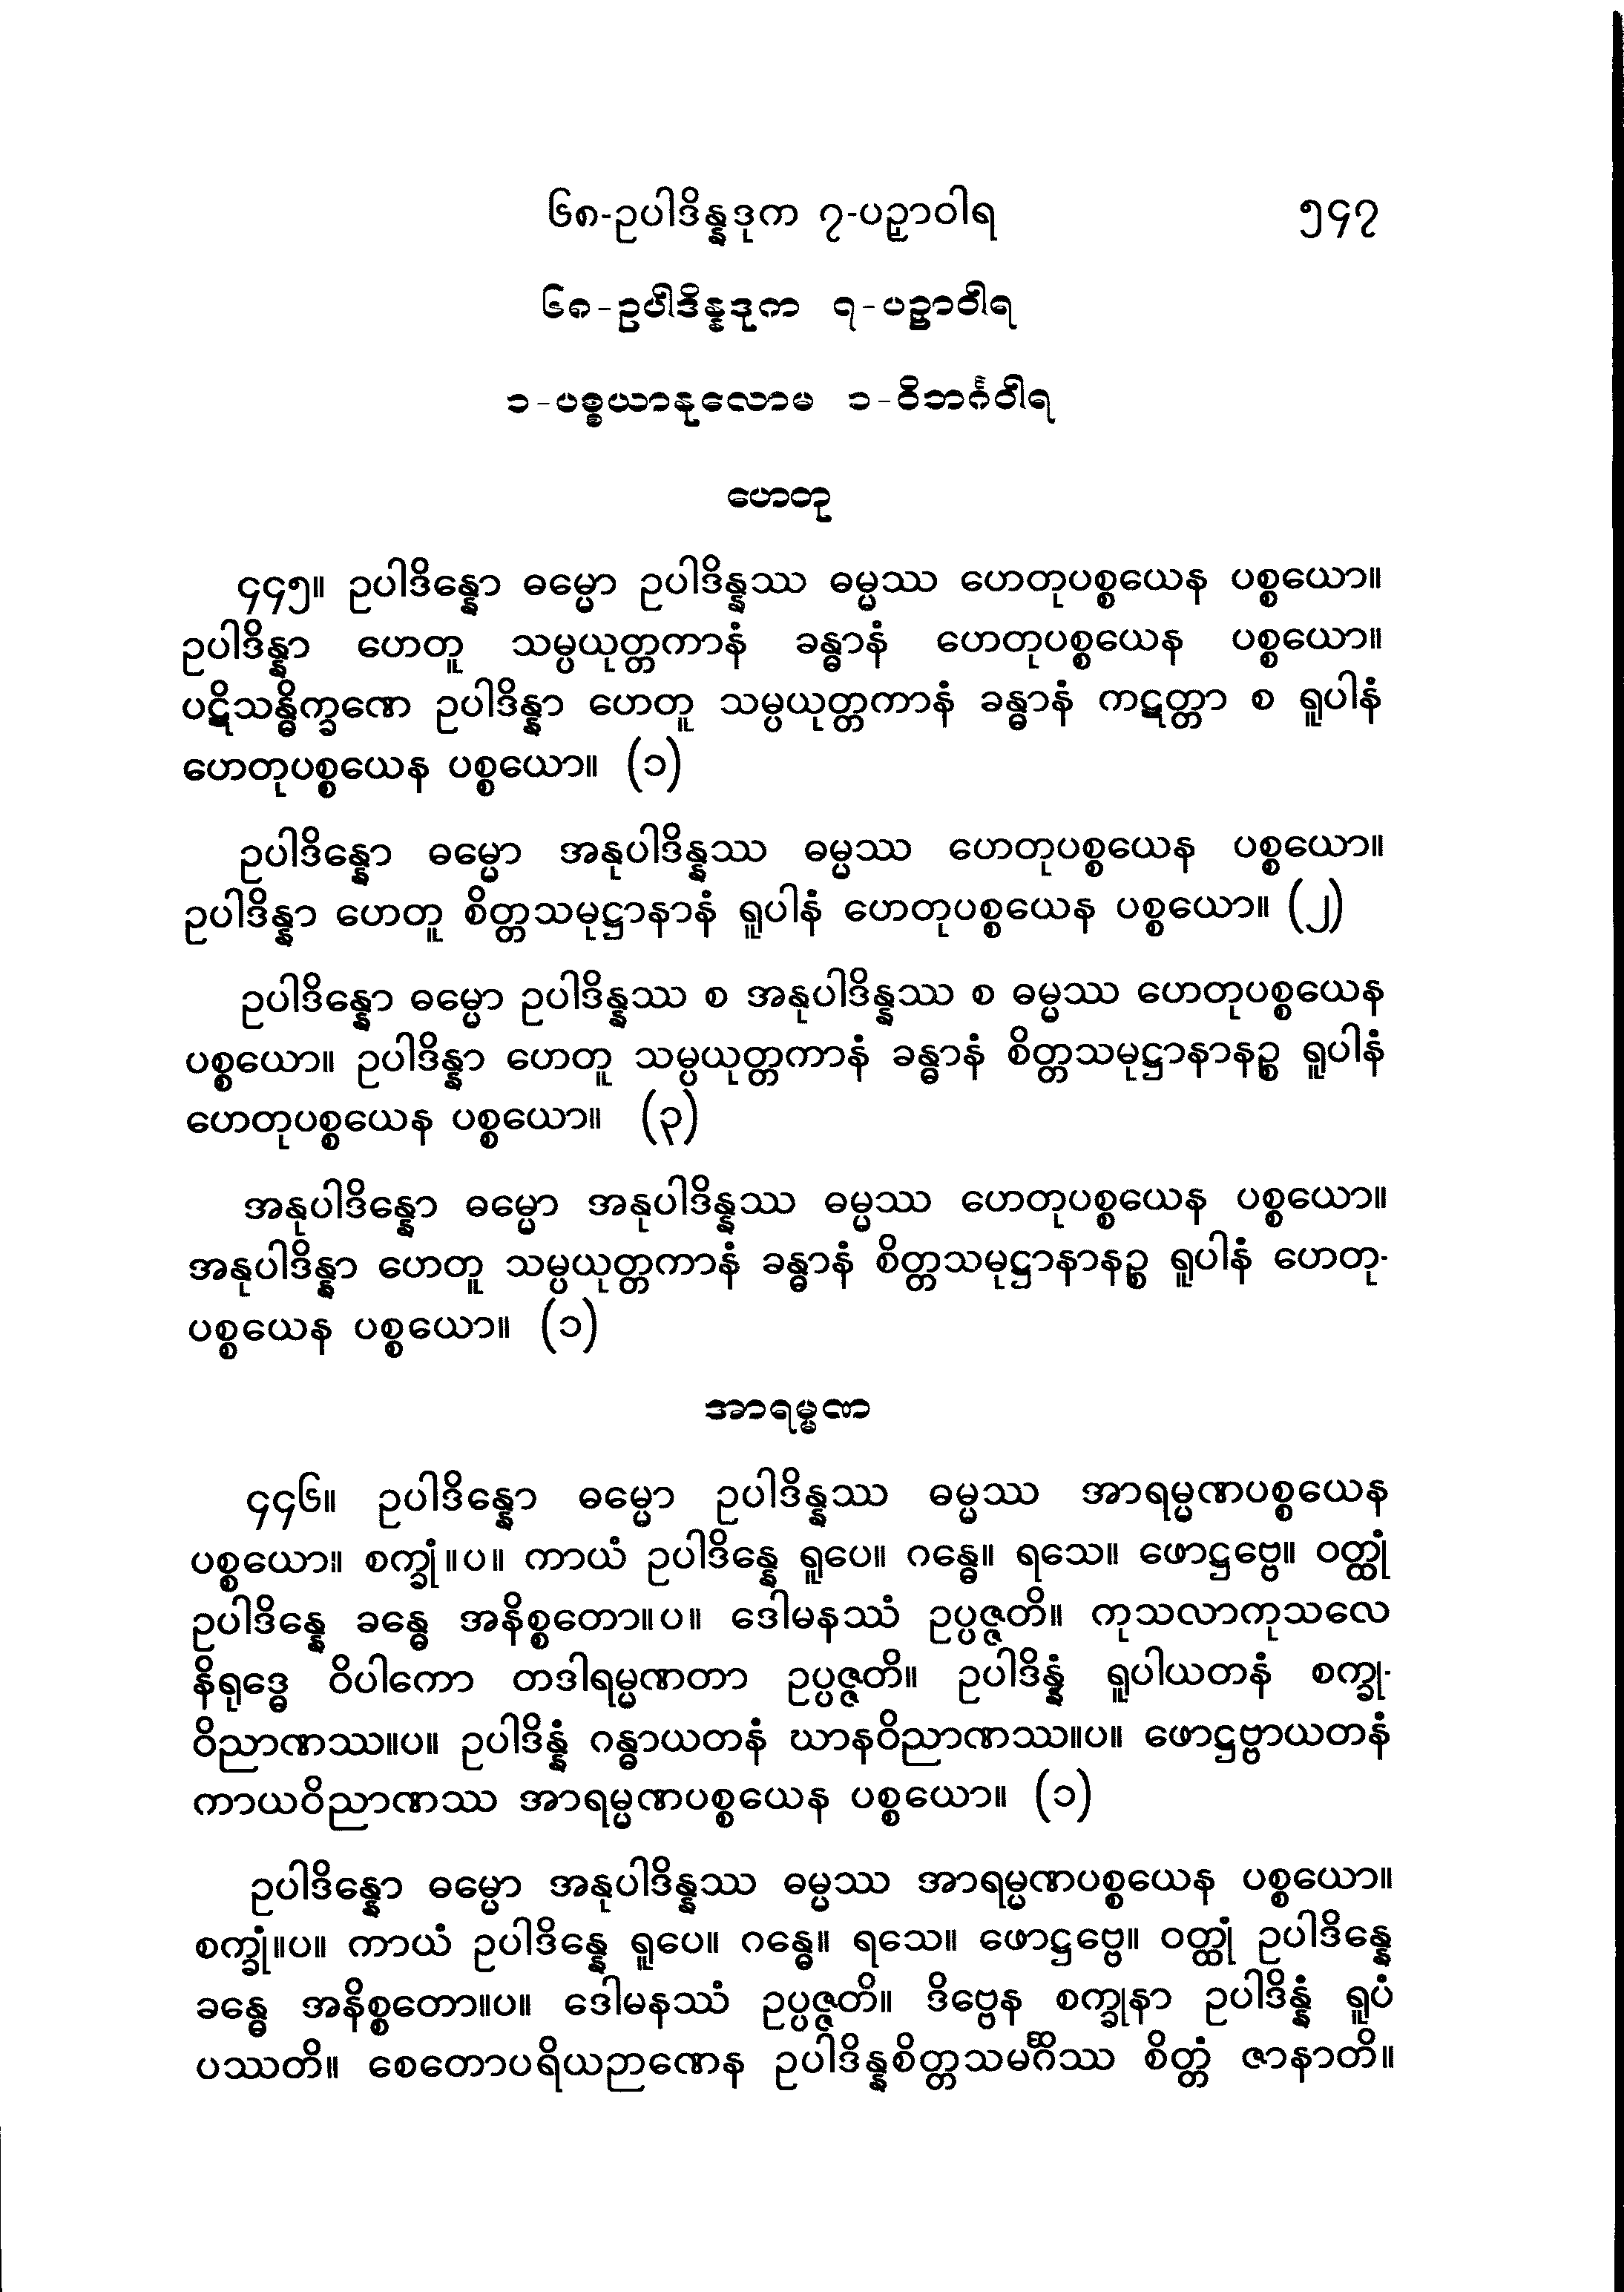 ၆၈-ဥပါဒိန္နဒုက ၇-ပဉှာဝါရ ၅၄၇
၆၈-ဥပါဒိန္နဒုက ၇-ပဉှာဝါရ
၁-ပစ္စယာနုလောမ ၁-ဝိဘင်္ဂဝါရ
ဟေတု
၄၄၅။ ဥပါဒိန္နော ဓမ္မော ဥပါဒိန္နဿ ဓမ္မဿ ဟေတုပစ္စယေန ပစ္စယော။
ဥပါဒိန္နာ ဟေတူ သမ္ပယုတ္တကာနံ ခန္ဓာနံ ဟေတုပစ္စယေန ပစ္စယော။
ပဋိသန္ဓိက္ခဏေ ဥပါဒိန္နာ ဟေတူ သမ္ပယုတ္တကာနံ ခန္ဓာနံ ကဋတ္တာ စ ရူပါနံ
ဟေတုပစ္စယေန ပစ္စယော။ (၁)
ဥပါဒိန္နော ဓမ္မော အနုပါဒိန္နဿ ဓမ္မဿ ဟေတုပစ္စယေန ပစ္စယော။
ဥပါဒိန္နာ ဟေတူ စိတ္တသမုဋ္ဌာနာနံ ရူပါနံ ဟေတုပစ္စယေန ပစ္စယော။ (၂)
ဥပါဒိန္နော ဓမ္မော ဥပါဒိန္နဿ စ အနုပါဒိန္နဿ စ ဓမ္မဿ ဟေတုပစ္စယေန
ပစ္စယော။ ဥပါဒိန္နာ ဟေတူ သမ္ပယုတ္တကာနံ ခန္ဓာနံ စိတ္တသမုဋ္ဌာနာနဉ္စ ရူပါနံ
ဟေတုပစ္စယေန ပစ္စယော။ (၃)
အနုပါဒိန္နော ဓမ္မော အနုပါဒိန္နဿ ဓမ္မဿ ဟေတုပစ္စယေန ပစ္စယော။
အနုပါဒိန္နာ ဟေတူ သမ္ပယုတ္တကာနံ ခန္ဓာနံ စိတ္တသမုဋ္ဌာနာနဉ္စ ရူပါနံ ဟေတု-
ပစ္စယေန ပစ္စယော။ (၁)
အာရမ္မဏ
၄၄၆။ ဥပါဒိန္နော ဓမ္မော ဥပါဒိန္နဿ ဓမ္မဿ အာရမ္မဏပစ္စယေန
ပစ္စယော။ စက္ခုံ။ပ။ ကာယံ ဥပါဒိန္နေ ရူပေ။ ဂန္ဓေ။ ရသေ။ ဖောဋ္ဌဗ္ဗေ။ ဝတ္ထုံ
ဥပါဒိန္နေ ခန္ဓေ အနိစ္စတော။ပ။ ဒေါမနဿံ ဥပ္ပဇ္ဇတိ။ ကုသလာကုသလေ
နိရုဒ္ဓေ ဝိပါကော တဒါရမ္မဏတာ ဥပ္ပဇ္ဇတိ။ ဥပါဒိန္နံ ရူပါယတနံ စက္ခု-
ဝိညာဏဿ။ပ။ ဥပါဒိန္နံ ဂန္ဓာယတနံ ဃာနဝိညာဏဿ။ပ။ ဖောဋ္ဌဗ္ဗာယတနံ
ကာယဝိညာဏဿ အာရမ္မဏပစ္စယေန ပစ္စယော။ (၁)
ဥပါဒိန္နော ဓမ္မော အနုပါဒိန္နဿ ဓမ္မဿ အာရမ္မဏပစ္စယေန ပစ္စယော။
စက္ခုံ။ပ။ ကာယံ ဥပါဒိန္နေ ရူပေ။ ဂန္ဓေ။ ရသေ။ ဖောဋ္ဌဗ္ဗေ။ ဝတ္ထုံ ဥပါဒိန္နေ
ခန္ဓေ အနိစ္စတော။ပ။ ဒေါမနဿံ ဥပ္ပဇ္ဇတိ။ ဒိဗ္ဗေန စက္ခုနာ ဥပါဒိန္နံ ရူပံ
ပဿတိ။ စေတောပရိယဉာဏေန ဥပါဒိန္နစိတ္တသမင်္ဂိဿ စိတ္တံ ဇာနာတိ။